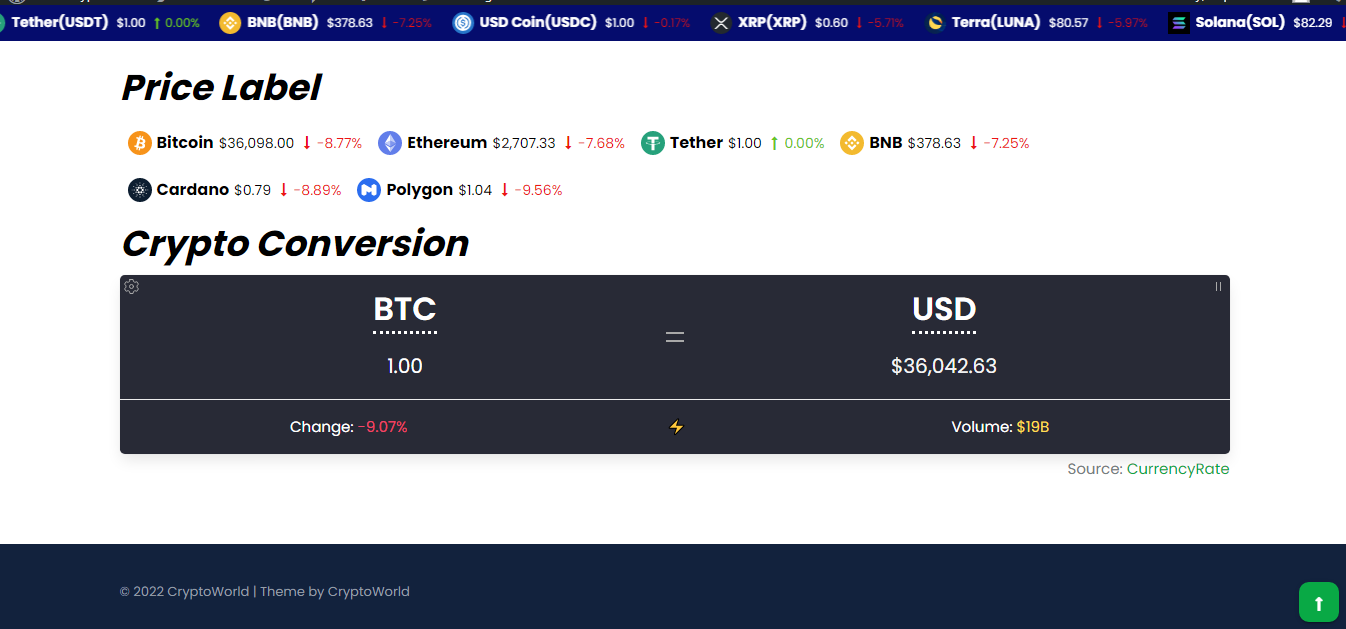 Tether(USDT) $1.00 ↑ 0.00% BNB(BNB) $378.63 ↓ -7.25% USD Coin(USDC) $1.00 ↓ -0.17% XRP(XRP) $0.60 ↓ -5.71% Terra(LUNA) $80.57 ↓ -5.97% Solana(SOL) $82.29 ↓
Price Label
Bitcoin $36,098.00 ↓ -8.77% Ethereum $2,707.33 ↓ -7.68% Tether $1.00 ↑ 0.00% BNB $378.63 ↓ -7.25%
Cardano $0.79 ↓ -8.89% Polygon $1.04 ↓ -9.56%
Crypto Conversion
BTC = USD
1.00 $36,042.63
Change: -9.07% Volume: $19B
Source: CurrencyRate
© 2022 CryptoWorld | Theme by CryptoWorld